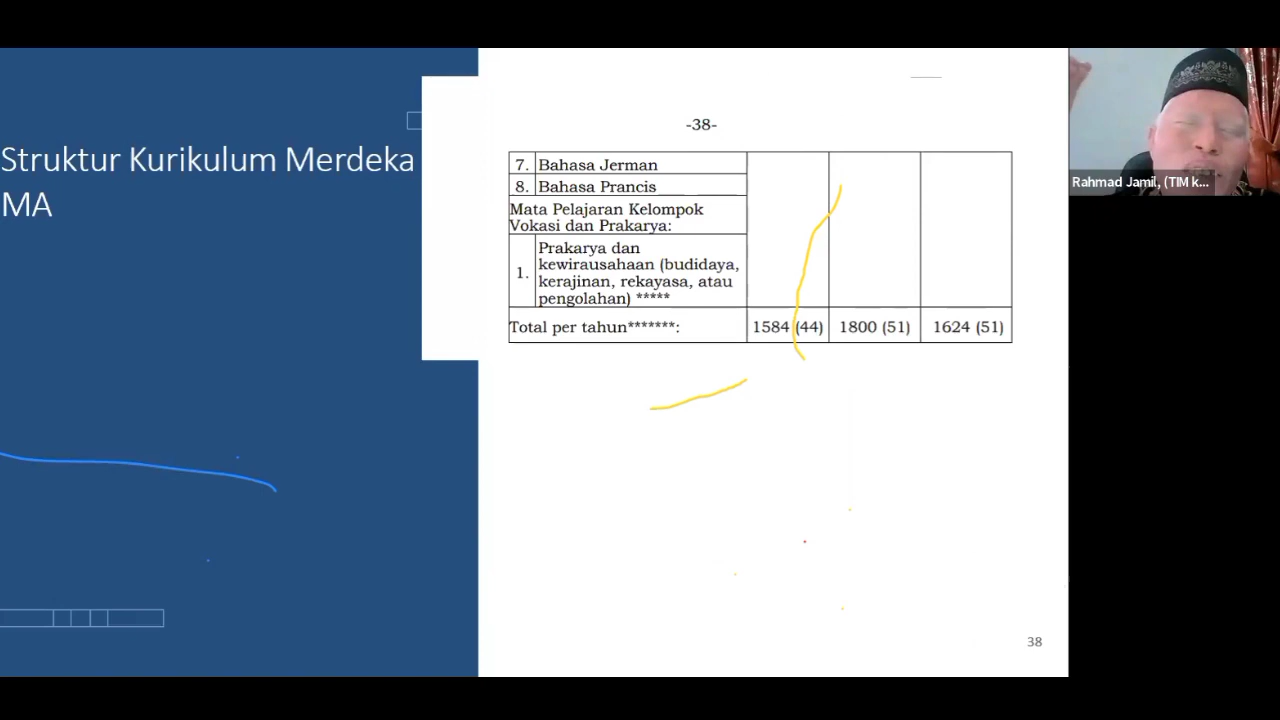 Struktur Kurikulum Merdeka
MA
-38-
7. Bahasa Jerman
8. Bahasa Prancis
Mata Pelajaran Kelompok
Vokasi dan Prakarya:
1. Prakarya dan
kewirausahaan (budidaya,
kerajinan, rekayasa, atau
pengolahan) *****
Total per tahun*******: 1584 (44) 1800 (51) 1624 (51)
38
Rahmad Jamil, (TIM k...